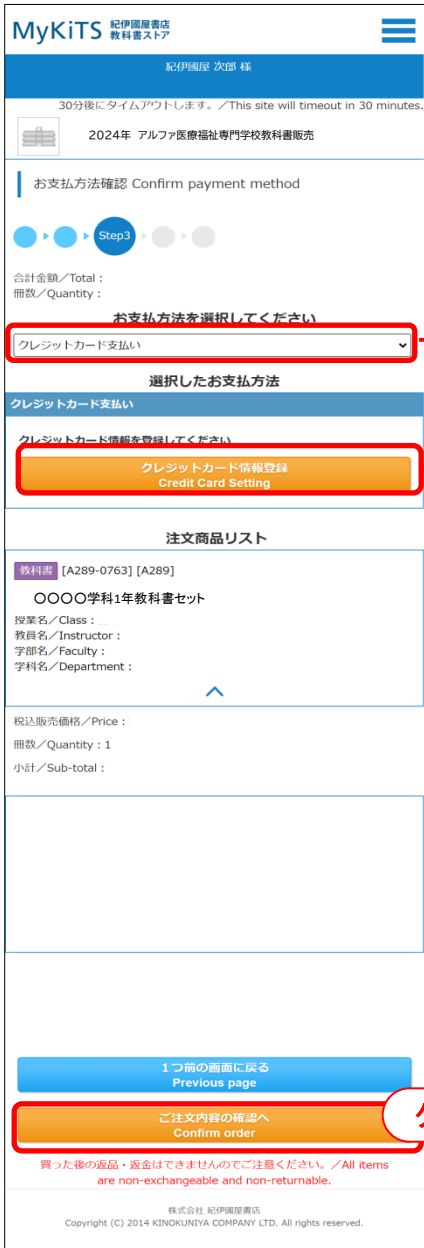 MyKiTS 紀伊國屋書店
教科書ストア
紀伊國屋 次郎 様
30分後にタイムアウトします。/This site will timeout in 30 minutes.
2024年 アルファ医療福祉専門学校教科書販売
お支払方法確認 Confirm payment method
Step3
合計金額/Total:
冊数/Quantity:
お支払方法を選択してください
クレジットカード支払い
選択したお支払方法
クレジットカード支払い
クレジットカード情報を登録してください
クレジットカード情報登録
Credit Card Setting
注文商品リスト
教科書 [A289-0763] [A289]
〇〇〇〇学科1年教科書セット
授業名/Class:
教員名/Instructor:
学部名/Faculty:
学科名/Department:
税込販売価格/Price:
冊数/Quantity:1
小計/Sub-total:
1つ前の画面に戻る
Previous page
ご注文内容の確認へ
Confirm order
買った後の返品・返金はできませんのでご注意ください。/All items
are non-exchangeable and non-returnable.
株式会社 紀伊國屋書店
Copyright (C) 2014 KINOKUNIYA COMPANY LTD. All rights reserved.